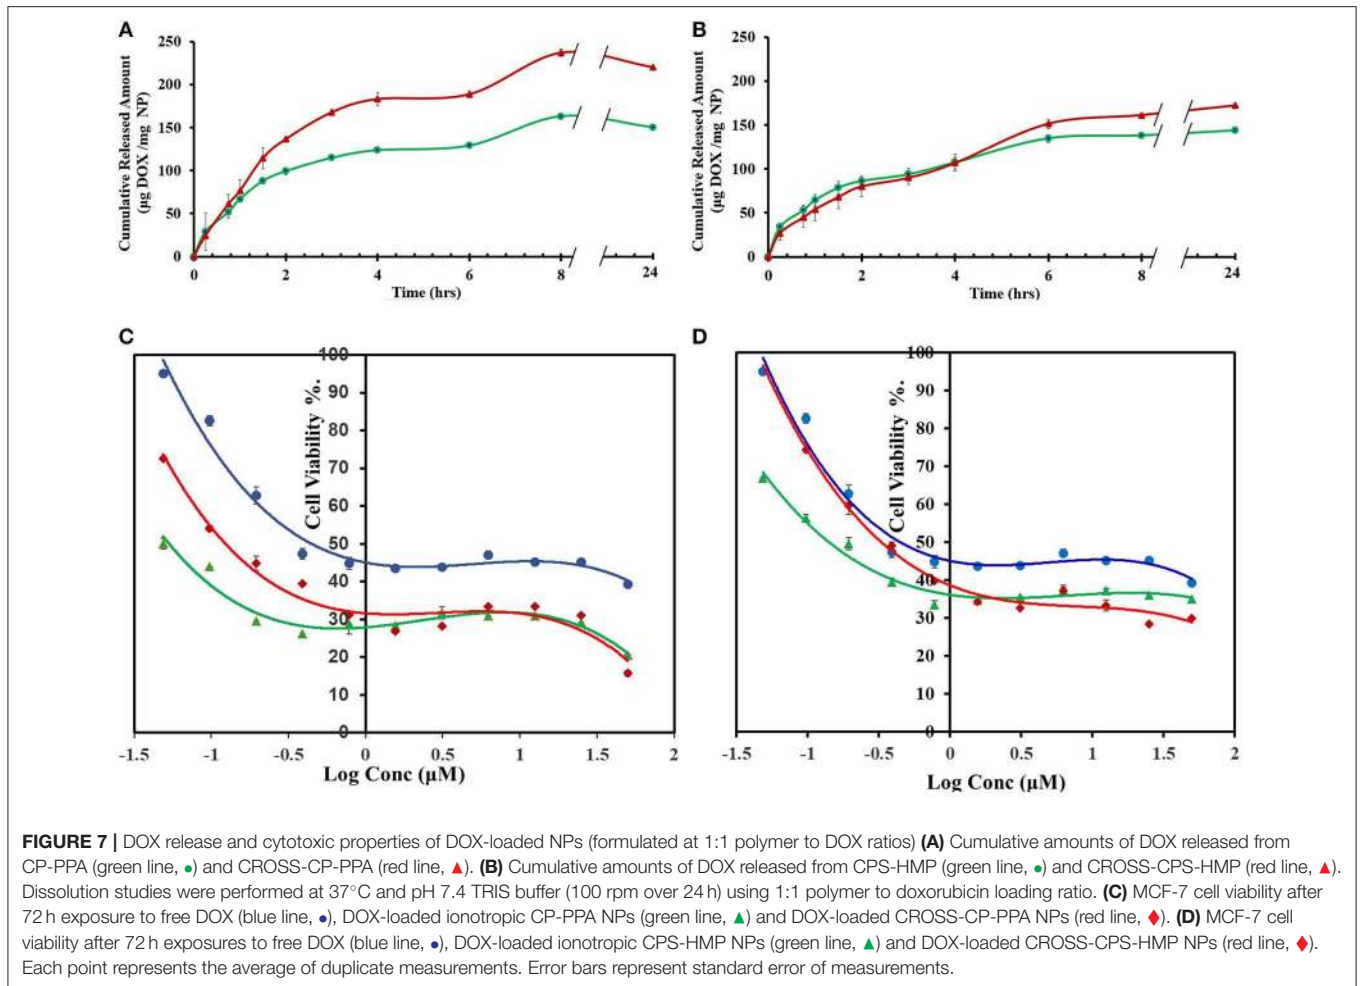 A
250
200
150
100
50
0
Cumulative Released Amount
(µg DOX /mg NP)
0 2 4 6 8 24
Time (hrs)
B
250
200
150
100
50
0
Cumulative Released Amount
(µg DOX /mg NP)
0 2 4 6 8 24
Time (hrs)
C
100
90
80
70
60
50
40
30
20
10
0
Cell Viability %.
-1.5 -1 -0.5 0 0.5 1 1.5 2
Log Conc (µM)
D
100
90
80
70
60
50
40
30
20
10
0
Cell Viability %.
-1.5 -1 -0.5 0 0.5 1 1.5 2
Log Conc (µM)
FIGURE 7 | DOX release and cytotoxic properties of DOX-loaded NPs (formulated at 1:1 polymer to DOX ratios) (A) Cumulative amounts of DOX released from
CP-PPA (green line, ●) and CROSS-CP-PPA (red line, ▲). (B) Cumulative amounts of DOX released from CPS-HMP (green line, ●) and CROSS-CPS-HMP (red line, ▲).
Dissolution studies were performed at 37°C and pH 7.4 TRIS buffer (100 rpm over 24 h) using 1:1 polymer to doxorubicin loading ratio. (C) MCF-7 cell viability after
72 h exposure to free DOX (blue line, ●), DOX-loaded ionotropic CP-PPA NPs (green line, ▲) and DOX-loaded CROSS-CP-PPA NPs (red line, ♦). (D) MCF-7 cell
viability after 72 h exposures to free DOX (blue line, ●), DOX-loaded ionotropic CPS-HMP NPs (green line, ▲) and DOX-loaded CROSS-CPS-HMP NPs (red line, ♦).
Each point represents the average of duplicate measurements. Error bars represent standard error of measurements.